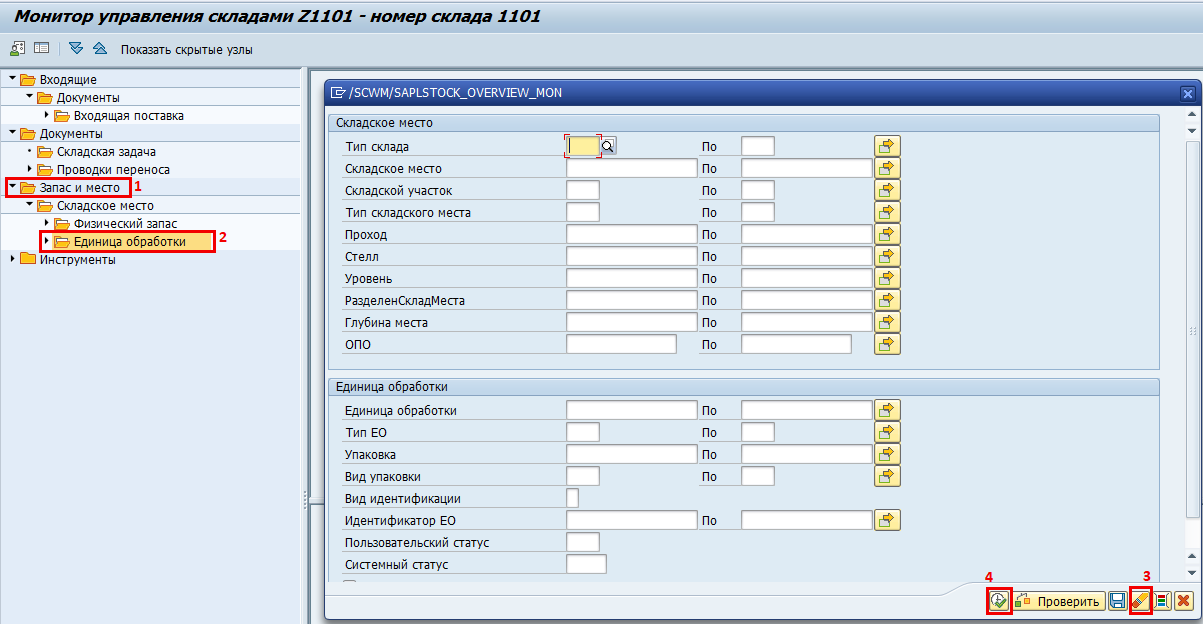 Монитор управления складами Z1101 - номер склада 1101
Показать скрытые узлы
Входящие
Документы
Входящая поставка
Документы
Складская задача
Проводки переноса
Запас и место 1
Складское место
Физический запас
Единица обработки 2
Инструменты
/SCWM/SAPLSTOCK_OVERVIEW_MON
Складское место
Тип склада По
Складское место По
Складской участок По
Тип складского места По
Проход По
Стелл По
Уровень По
РазделенСкладМеста По
Глубина места По
ОПО По
Единица обработки
Единица обработки По
Тип ЕО По
Упаковка По
Вид упаковки По
Вид идентификации
Идентификатор ЕО По
Пользовательский статус
Системный статус
4 3
Проверить